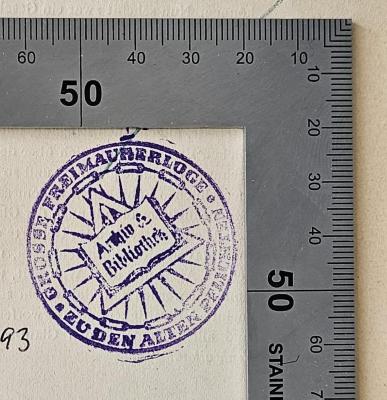 60 50 40 30 20 10
50
10
20
30
40
50
60
STAIN
GROSSE FREIMAURERLOGE •
ZU DEN ALTEN
Archiv &
Bibliothek
93